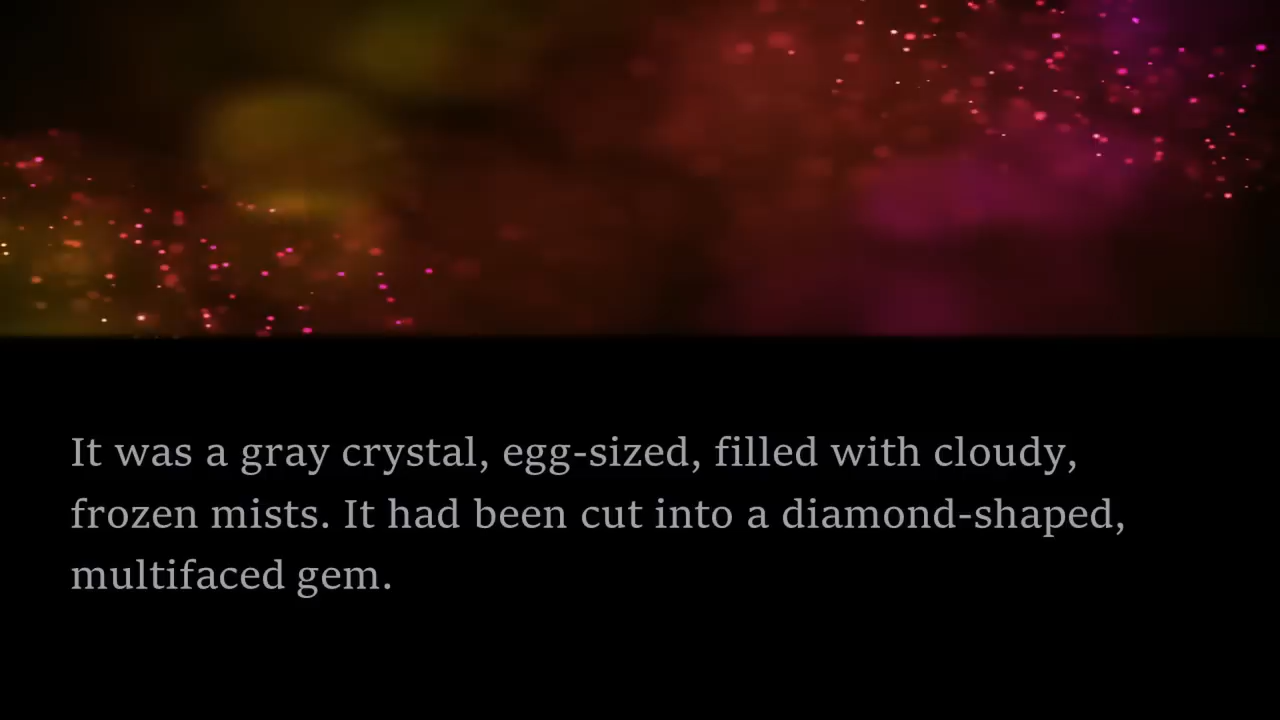 It was a gray crystal, egg-sized, filled with cloudy,
frozen mists. It had been cut into a diamond-shaped,
multifaced gem.